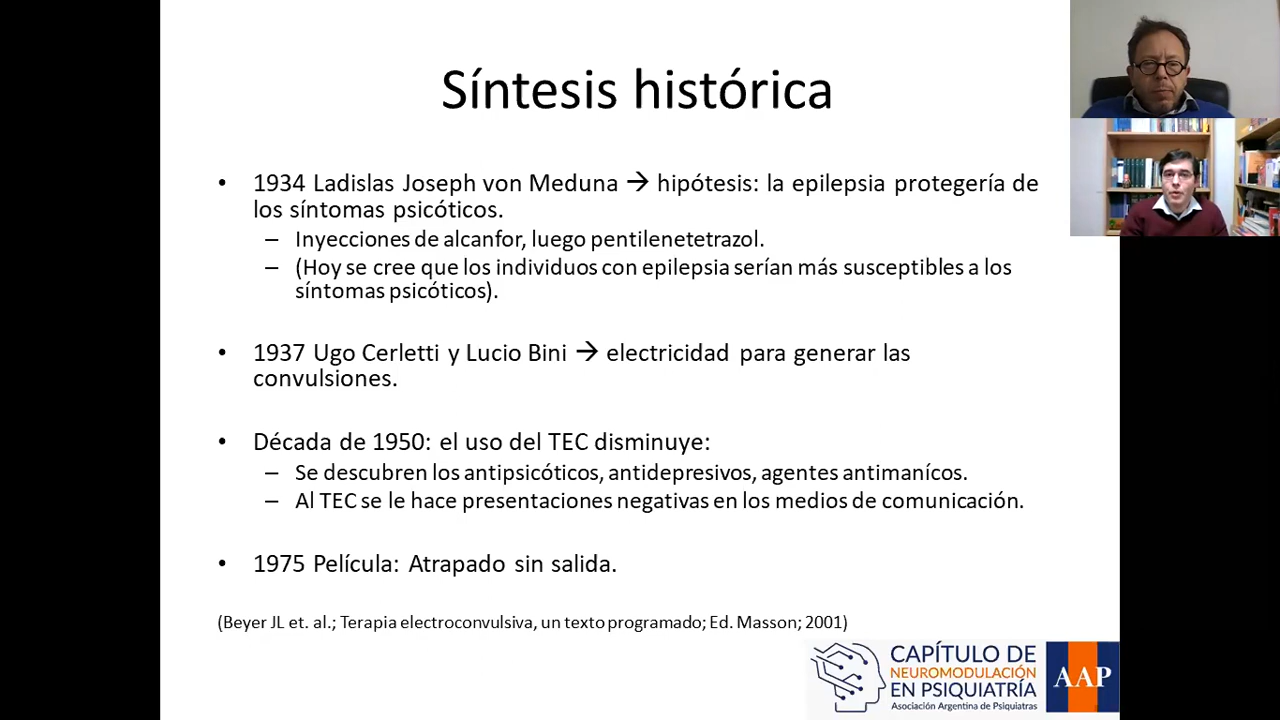 Síntesis histórica
• 1934 Ladislas Joseph von Meduna → hipótesis: la epilepsia protegería de
los síntomas psicóticos.
– Inyecciones de alcanfor, luego pentilenetetrazol.
– (Hoy se cree que los individuos con epilepsia serían más susceptibles a los
síntomas psicóticos).
• 1937 Ugo Cerletti y Lucio Bini → electricidad para generar las
convulsiones.
• Década de 1950: el uso del TEC disminuye:
– Se descubren los antipsicóticos, antidepresivos, agentes antimanícos.
– Al TEC se le hace presentaciones negativas en los medios de comunicación.
• 1975 Película: Atrapado sin salida.
(Beyer JL et. al.; Terapia electroconvulsiva, un texto programado; Ed. Masson; 2001)
CAPÍTULO DE
NEUROMODULACIÓN
EN PSIQUIATRÍA
Asociación Argentina de Psiquiatras
AAP